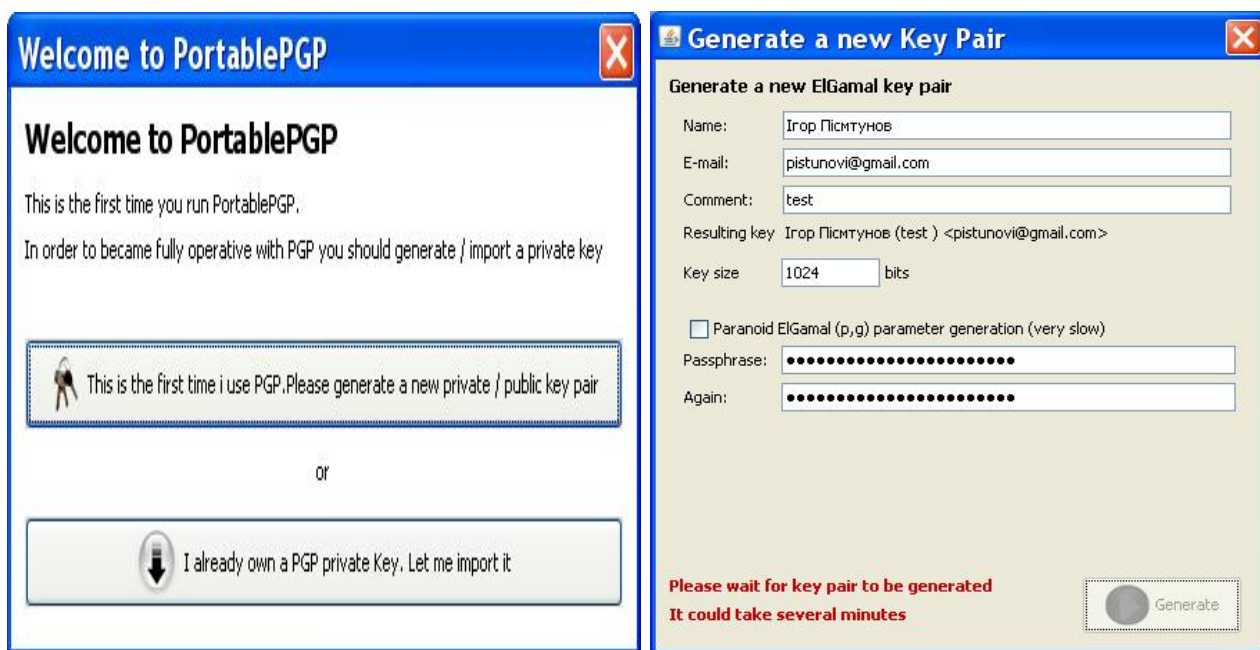 Welcome to PortablePGP
Welcome to PortablePGP
This is the first time you run PortablePGP.
In order to became fully operative with PGP you should generate / import a private key
This is the first time i use PGP.Please generate a new private / public key pair
or
I already own a PGP private Key. Let me import it
Generate a new Key Pair
Generate a new ElGamal key pair
Name: Ігор Пісмтунов
E-mail: pistunovi@gmail.com
Comment: test
Resulting key Ігор Пісмтунов (test ) <pistunovi@gmail.com>
Key size 1024 bits
Paranoid ElGamal (p,g) parameter generation (very slow)
Passphrase: ●●●●●●●●●●●●●●●●●●●●●●●
Again: ●●●●●●●●●●●●●●●●●●●●●●●
Please wait for key pair to be generated
It could take several minutes
Generate